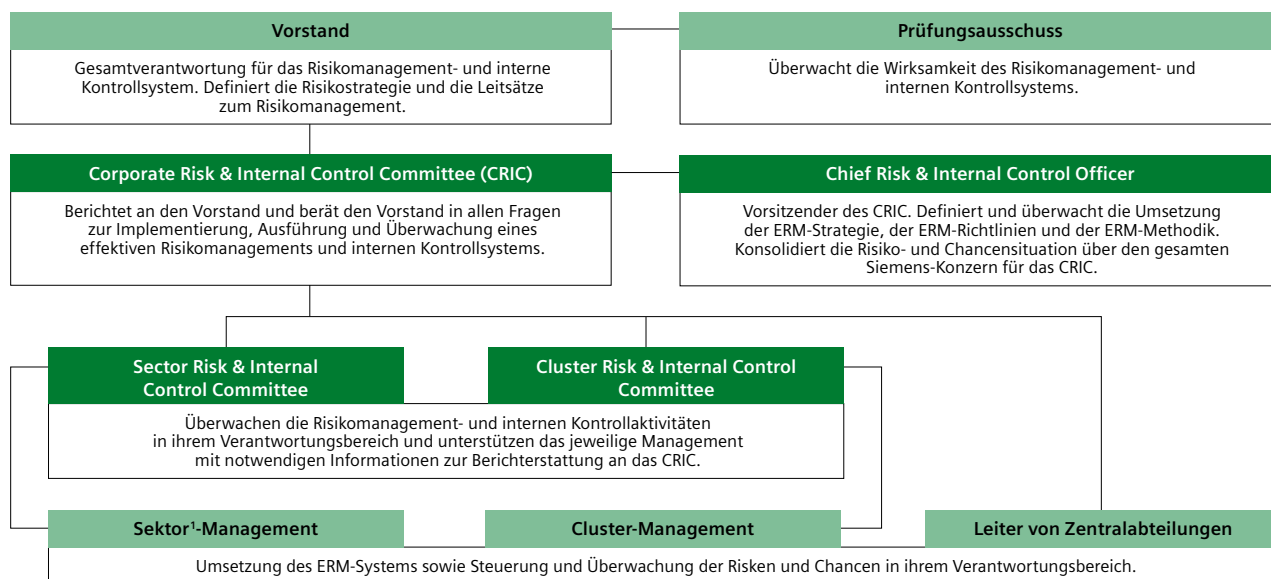 Vorstand
Gesamtverantwortung für das Risikomanagement- und interne
Kontrollsystem. Definiert die Risikostrategie und die Leitsätze
zum Risikomanagement.
Prüfungsausschuss
Überwacht die Wirksamkeit des Risikomanagement- und
internen Kontrollsystems.
Corporate Risk & Internal Control Committee (CRIC)
Berichtet an den Vorstand und berät den Vorstand in allen Fragen
zur Implementierung, Ausführung und Überwachung eines
effektiven Risikomanagements und internen Kontrollsystems.
Chief Risk & Internal Control Officer
Vorsitzender des CRIC. Definiert und überwacht die Umsetzung
der ERM-Strategie, der ERM-Richtlinien und der ERM-Methodik.
Konsolidiert die Risiko- und Chancensituation über den gesamten
Siemens-Konzern für das CRIC.
Sector Risk & Internal
Control Committee
Cluster Risk & Internal Control
Committee
Überwachen die Risikomanagement- und internen Kontrollaktivitäten
in ihrem Verantwortungsbereich und unterstützen das jeweilige Management
mit notwendigen Informationen zur Berichterstattung an das CRIC.
Sektor¹-Management
Cluster-Management
Leiter von Zentralabteilungen
Umsetzung des ERM-Systems sowie Steuerung und Überwachung der Risken und Chancen in ihrem Verantwortungsbereich.